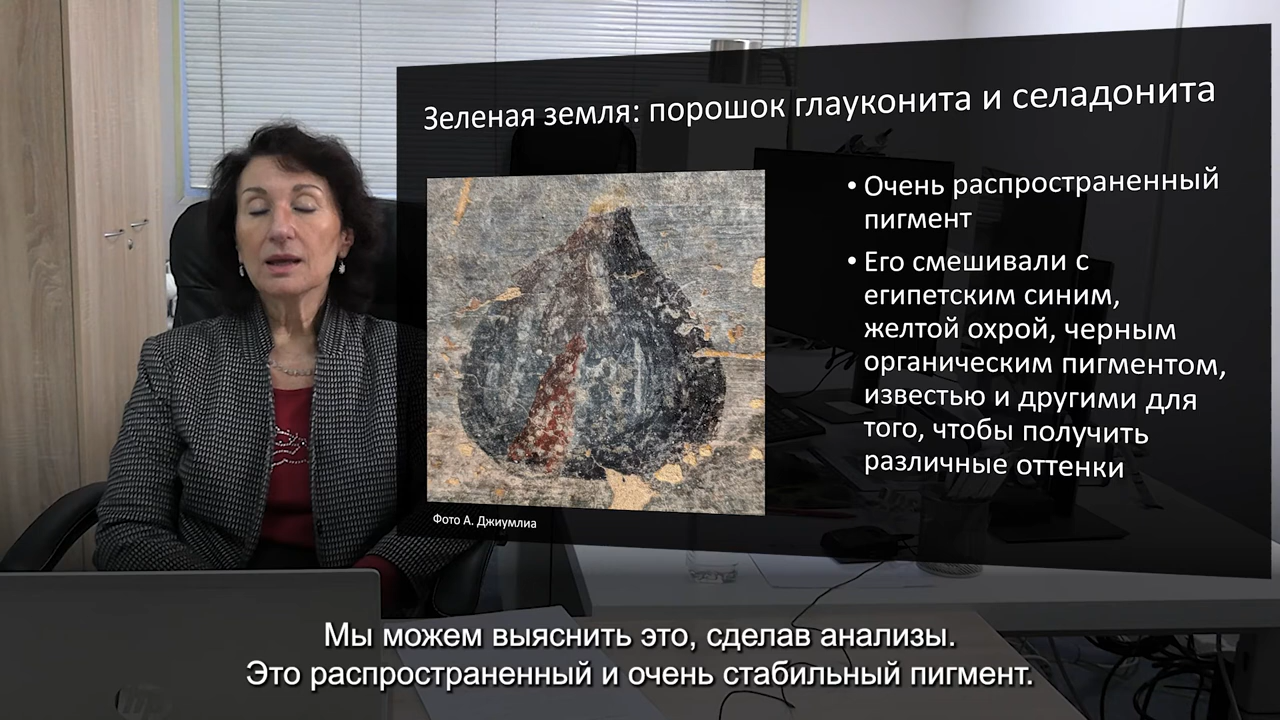 Зеленая земля: порошок глауконита и селадонита
• Очень распространенный
пигмент
• Его смешивали с
египетским синим,
желтой охрой, черным
органическим пигментом,
известью и другими для
того, чтобы получить
различные оттенки
Фото А. Джиумлиа
Мы можем выяснить это, сделав анализы.
Это распространенный и очень стабильный пигмент.